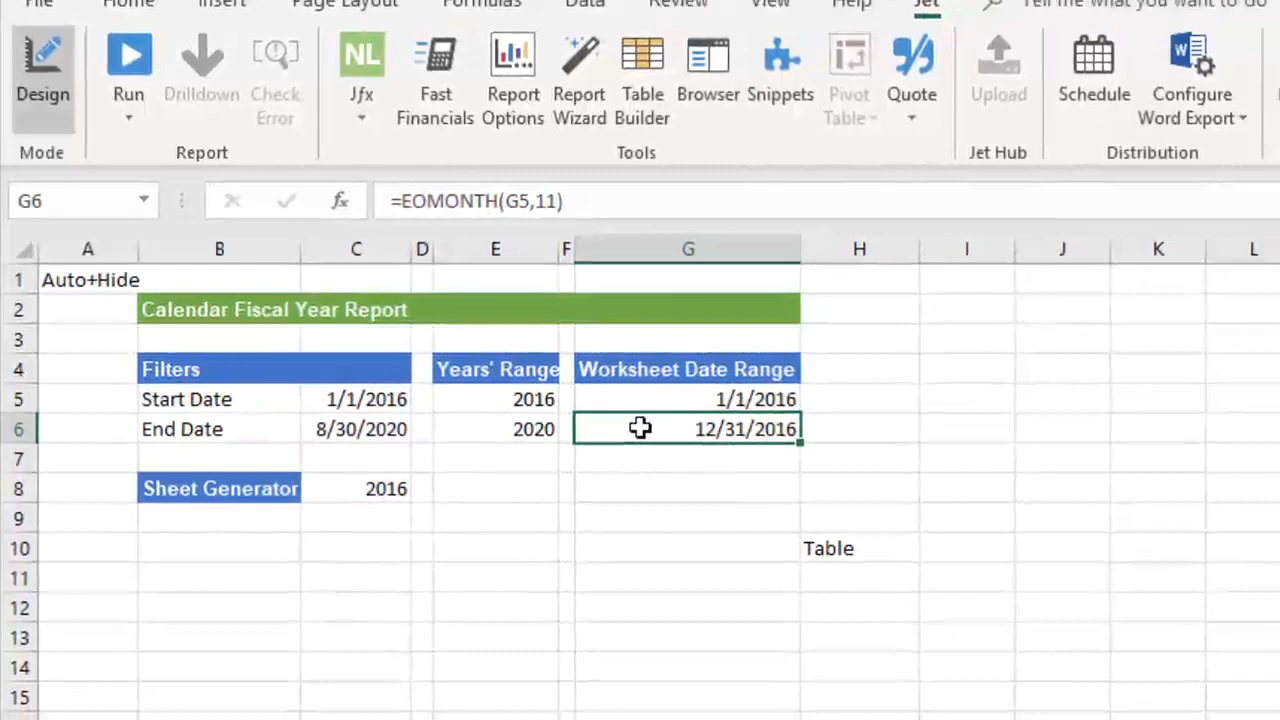 File Home Insert Page Layout Formulas Data Review View Help Jet Tell me what you want to do
NL
Design Run Drilldown Check Error Jfx Fast Financials Report Options Report Wizard Table Builder Browser Snippets Pivot Table Quote Upload Schedule Configure Word Export
Mode Report Tools Jet Hub Distribution
G6 fx =EOMONTH(G5,11)
A B C D E F G H I J K L
1 Auto+Hide
2 Calendar Fiscal Year Report
3
4 Filters Years' Range Worksheet Date Range
5 Start Date 1/1/2016 2016 1/1/2016
6 End Date 8/30/2020 2020 12/31/2016
7
8 Sheet Generator 2016
9
10 Table
11
12
13
14
15